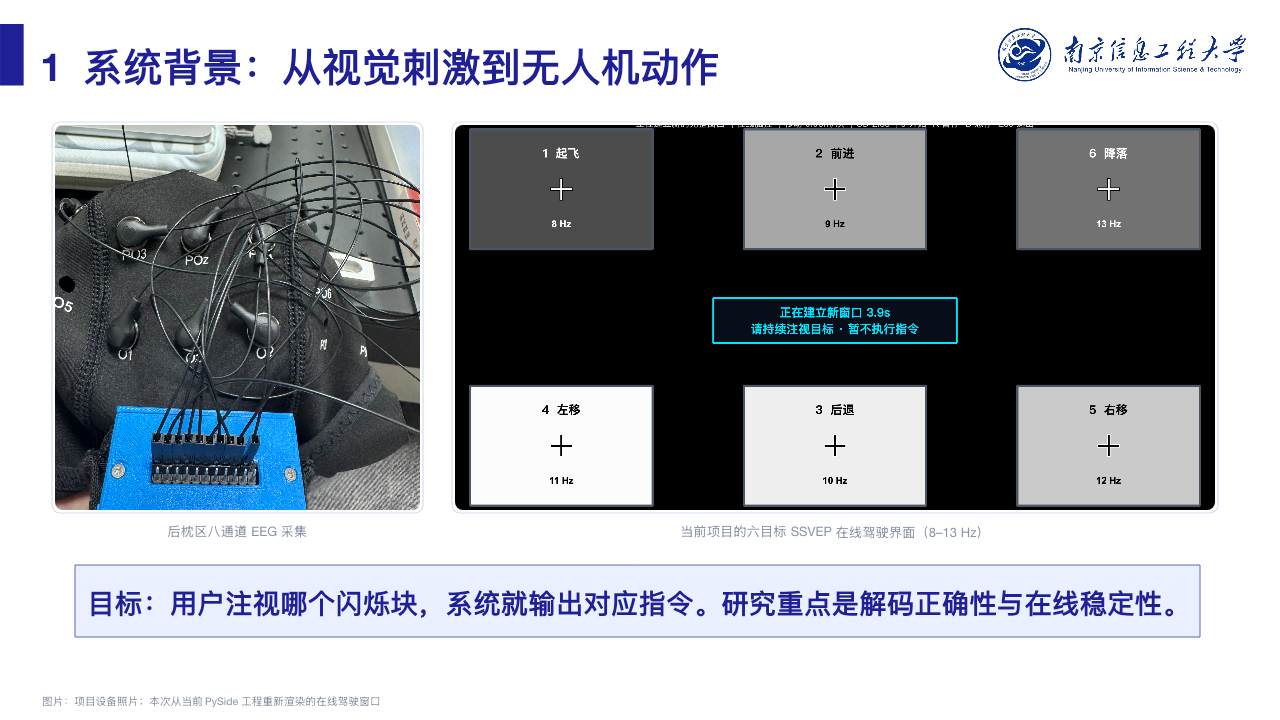 1 系统背景：从视觉刺激到无人机动作
南京信息工程大学
Nanjing University of Information Science & Technology
PO3
POz
PO6
O5
O1
O2
1 起飞
8 Hz
2 前进
9 Hz
6 降落
13 Hz
正在建立新窗口 3.9s
请持续注视目标 · 暂不执行指令
4 左移
11 Hz
3 后退
10 Hz
5 右移
12 Hz
后枕区八通道 EEG 采集
当前项目的六目标 SSVEP 在线驾驶界面（8–13 Hz）
目标：用户注视哪个闪烁块，系统就输出对应指令。研究重点是解码正确性与在线稳定性。
图片：项目设备照片；本次从当前 PySide 工程重新渲染的在线驾驶窗口